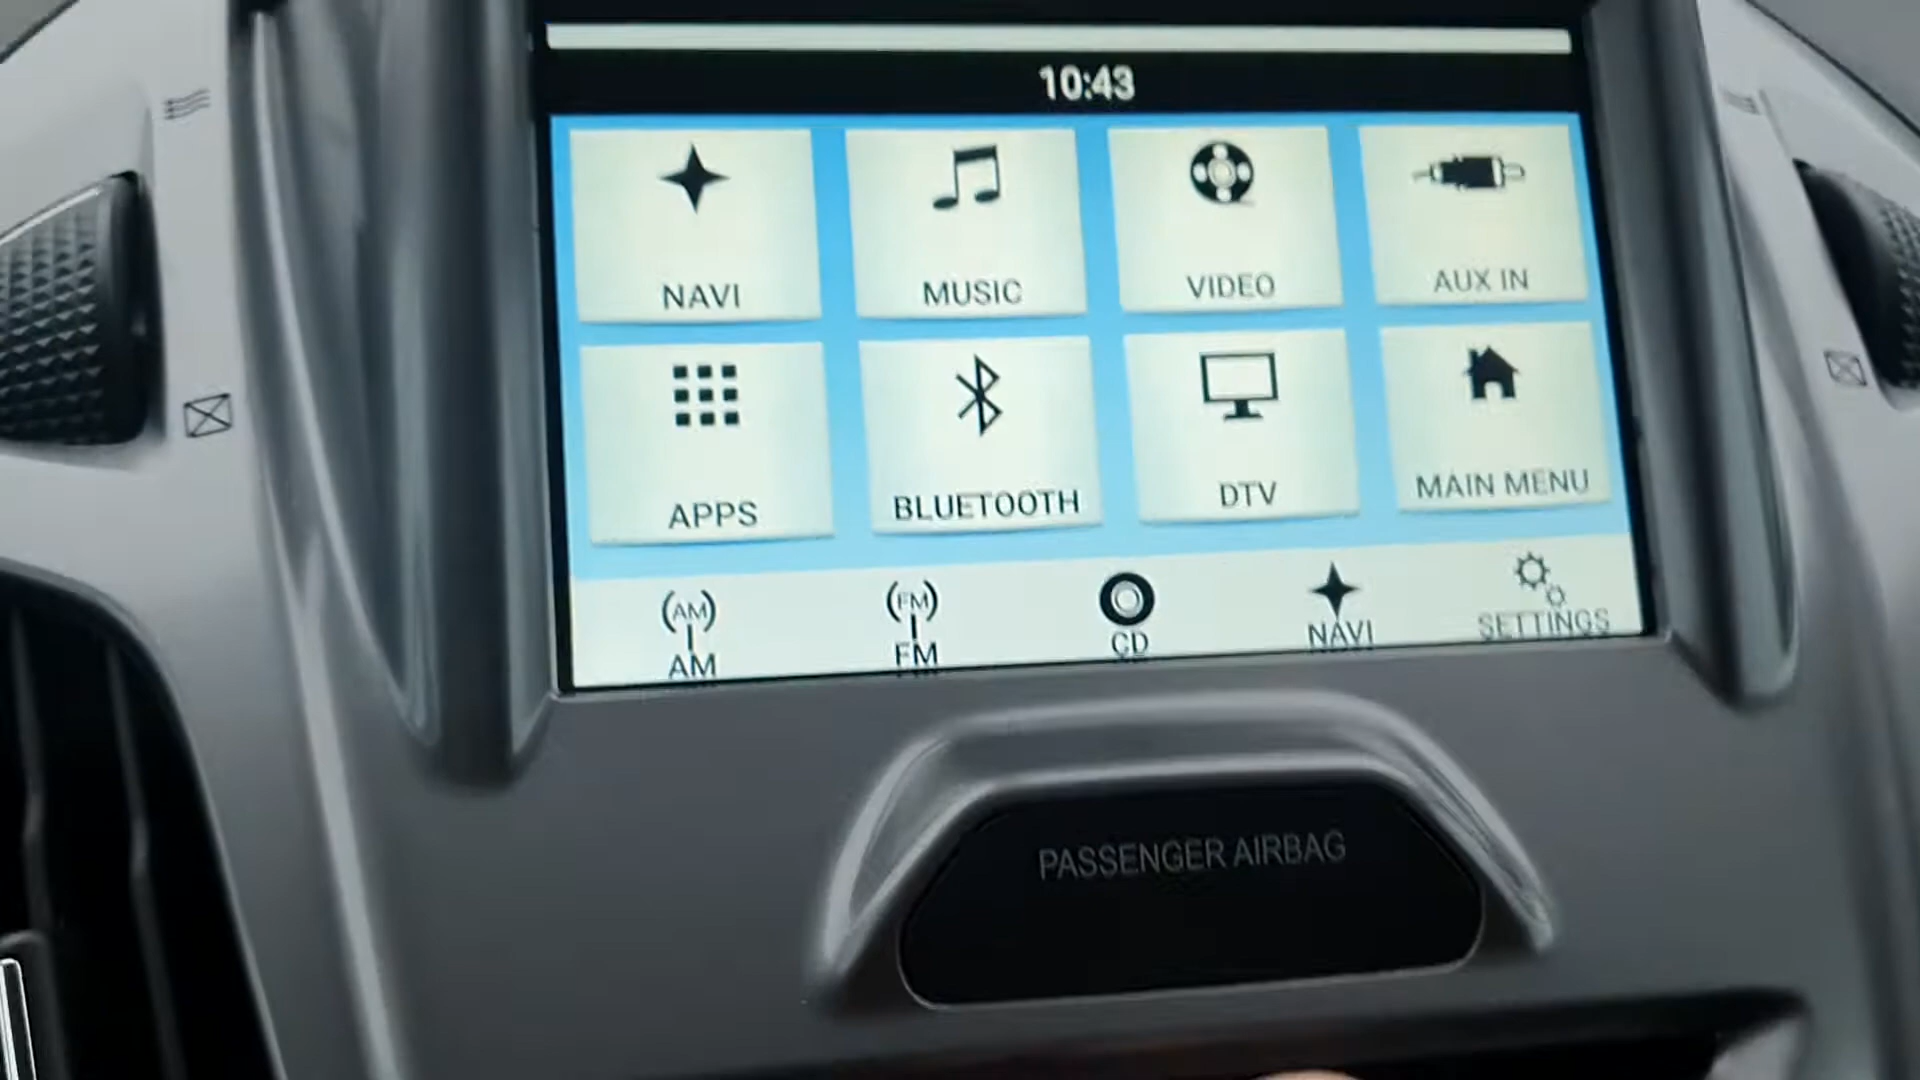 10:43
NAVI
MUSIC
VIDEO
AUX IN
APPS
BLUETOOTH
DTV
MAIN MENU
(AM)
AM
(FM)
FM
CD
NAVI
SETTINGS
PASSENGER AIRBAG